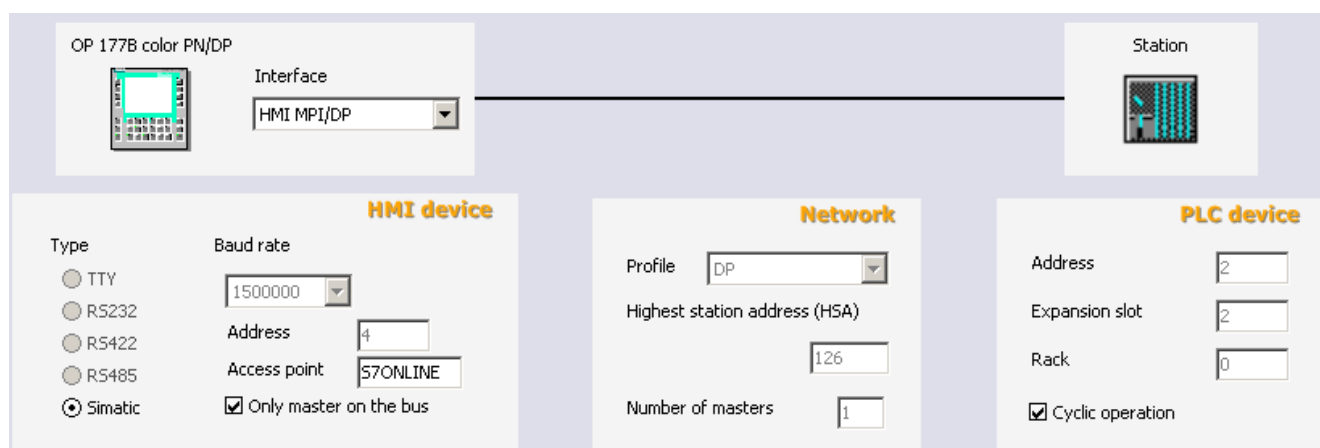 OP 177B color PN/DP
Interface
HMI MPI/DP
Station
HMI device
Type
TTY
RS232
RS422
RS485
Simatic
Baud rate
1500000
Address 4
Access point S7ONLINE
Only master on the bus
Network
Profile DP
Highest station address (HSA)
126
Number of masters 1
PLC device
Address 2
Expansion slot 2
Rack 0
Cyclic operation